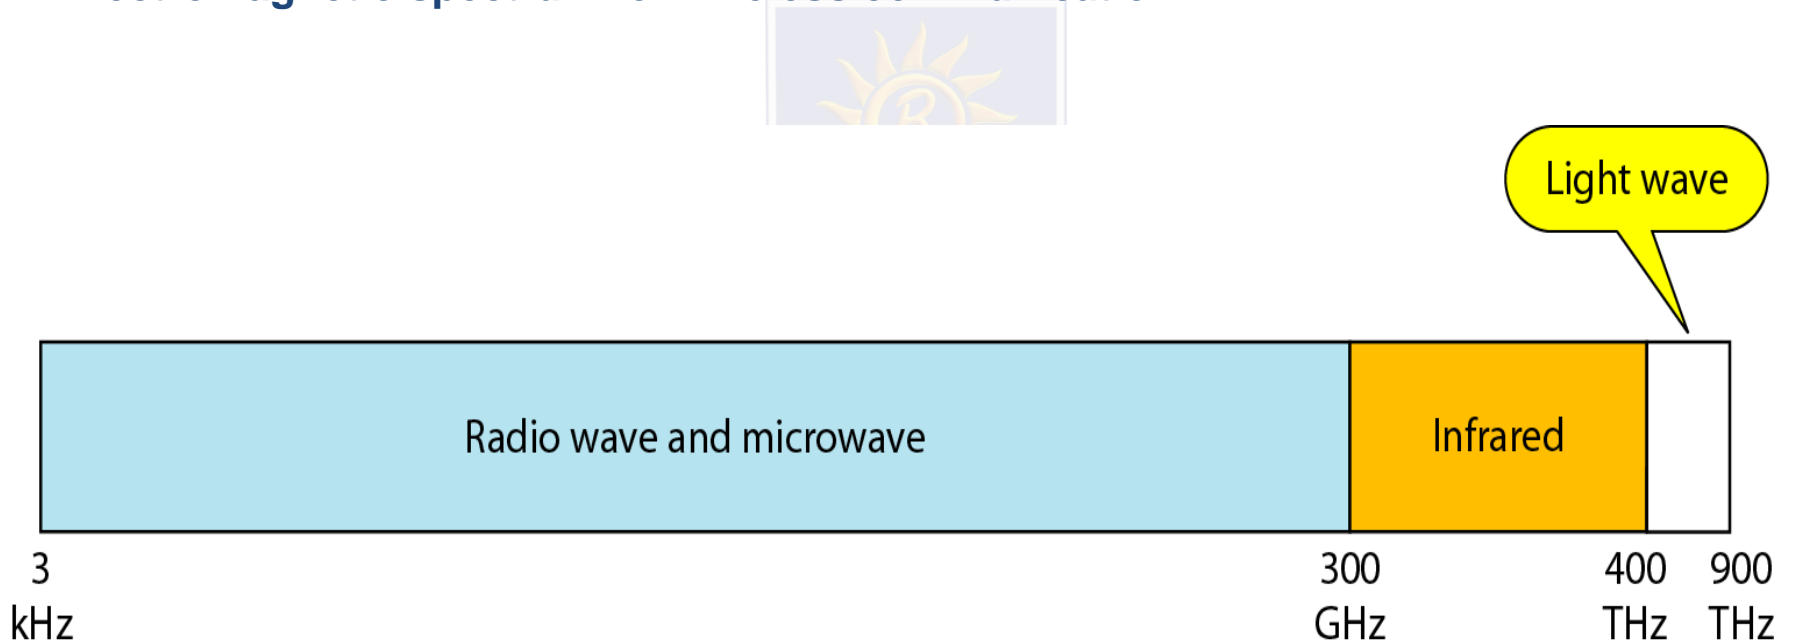 Light wave
Radio wave and microwave
Infrared
3
kHz
300
GHz
400
THz
900
THz